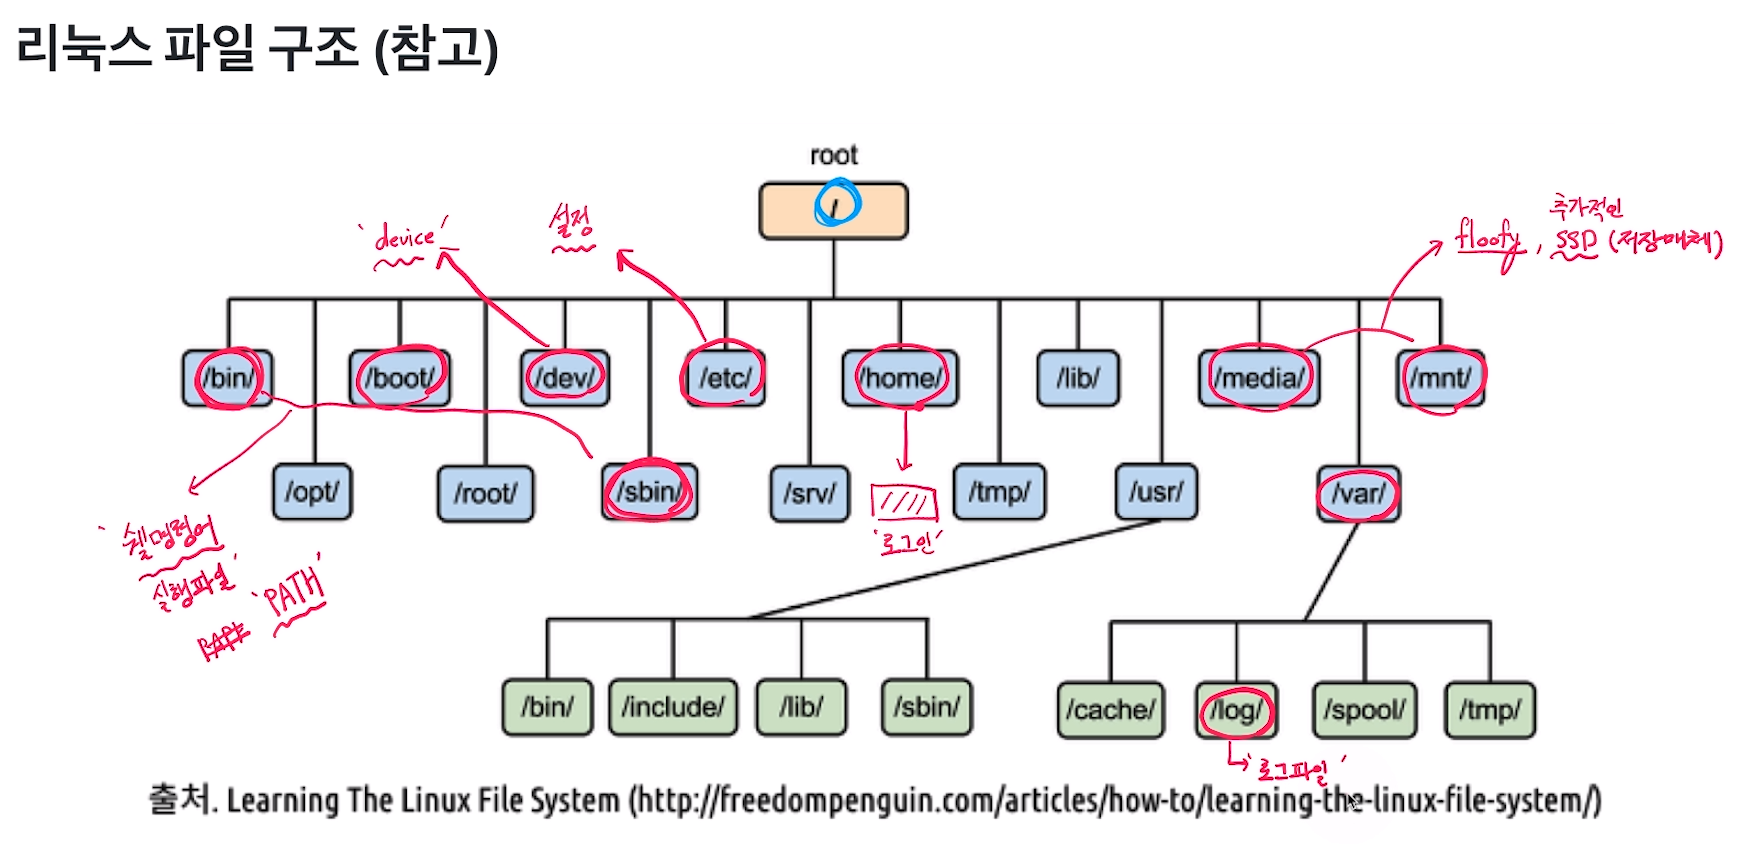 리눅스 파일 구조 (참고)
root
/
'device'
설정
추가적인
floofy, SSD (저장매체)
/bin/ /boot/ /dev/ /etc/ /home/ /lib/ /media/ /mnt/
/opt/ /root/ /sbin/ /srv/ /tmp/ /usr/ /var/
'로그인'
'쉘명령어
실행파일'
'PATH'
/bin/ /include/ /lib/ /sbin/ /cache/ /log/ /spool/ /tmp/
'로그파일'
출처. Learning The Linux File System (http://freedompenguin.com/articles/how-to/learning-the-linux-file-system/)